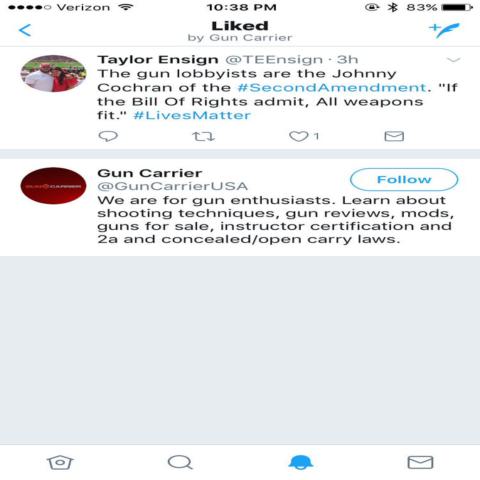 Verizon 10:38 PM 83%
Liked
by Gun Carrier
Taylor Ensign @TEEnsign · 3h
The gun lobbyists are the Johnny
Cochran of the #SecondAmendment. "If
the Bill Of Rights admit, All weapons
fit." #LivesMatter
1
Gun Carrier
@GunCarrierUSA
Follow
We are for gun enthusiasts. Learn about
shooting techniques, gun reviews, mods,
guns for sale, instructor certification and
2a and concealed/open carry laws.
GUN CARRIER